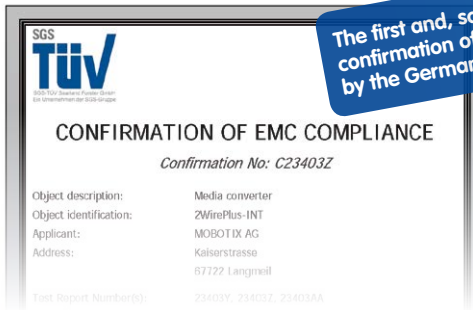 SGS
TÜV
SGS-TÜV Saarland Punder GmbH
Ein Unternehmen der SGS-Gruppe
The first and, so
confirmation of
by the German
CONFIRMATION OF EMC COMPLIANCE
Confirmation No: C23403Z
Object description: Media converter
Object identification: 2WirePlus-INT
Applicant: MOBOTIX AG
Address: Kaiserstrasse
67722 Langmeil
Test Report Number(s): 23403Y, 23403Z, 23403AA